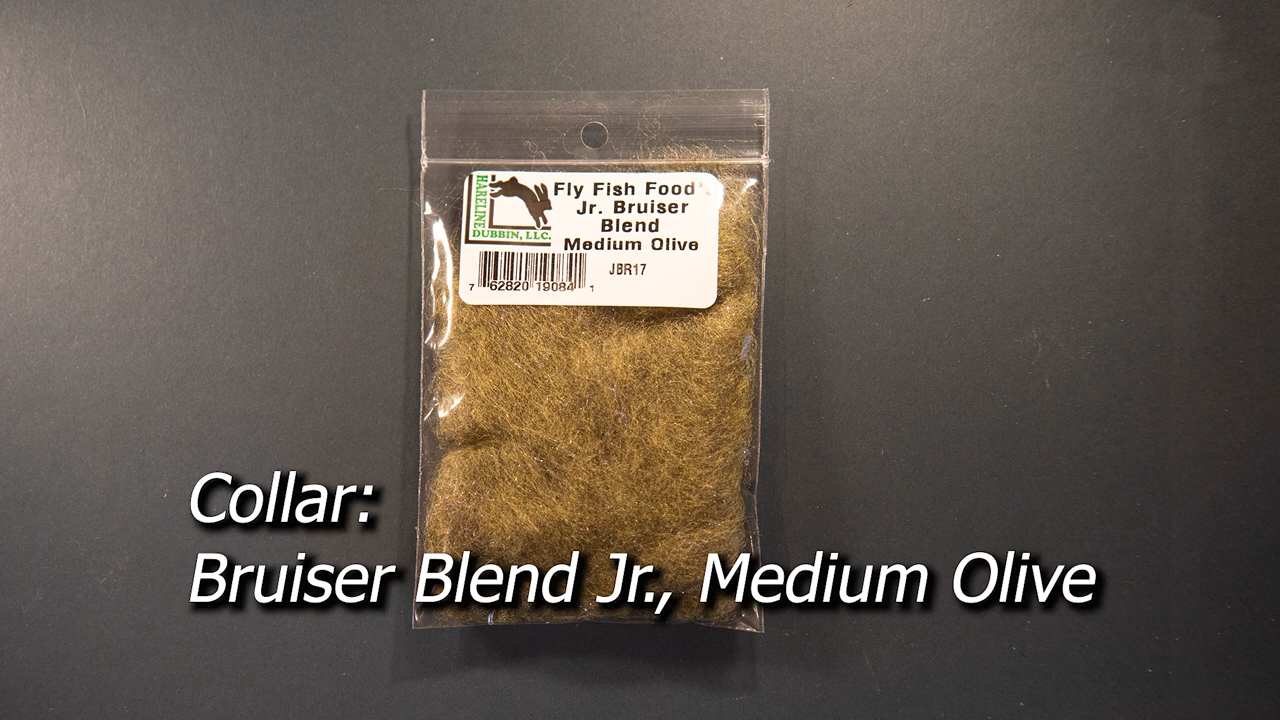 HARELINE
DUBBIN, LLC.
Fly Fish Food's
Jr. Bruiser
Blend
Medium Olive
JBR17
7 62820 19084 1
Collar:
Bruiser Blend Jr., Medium Olive